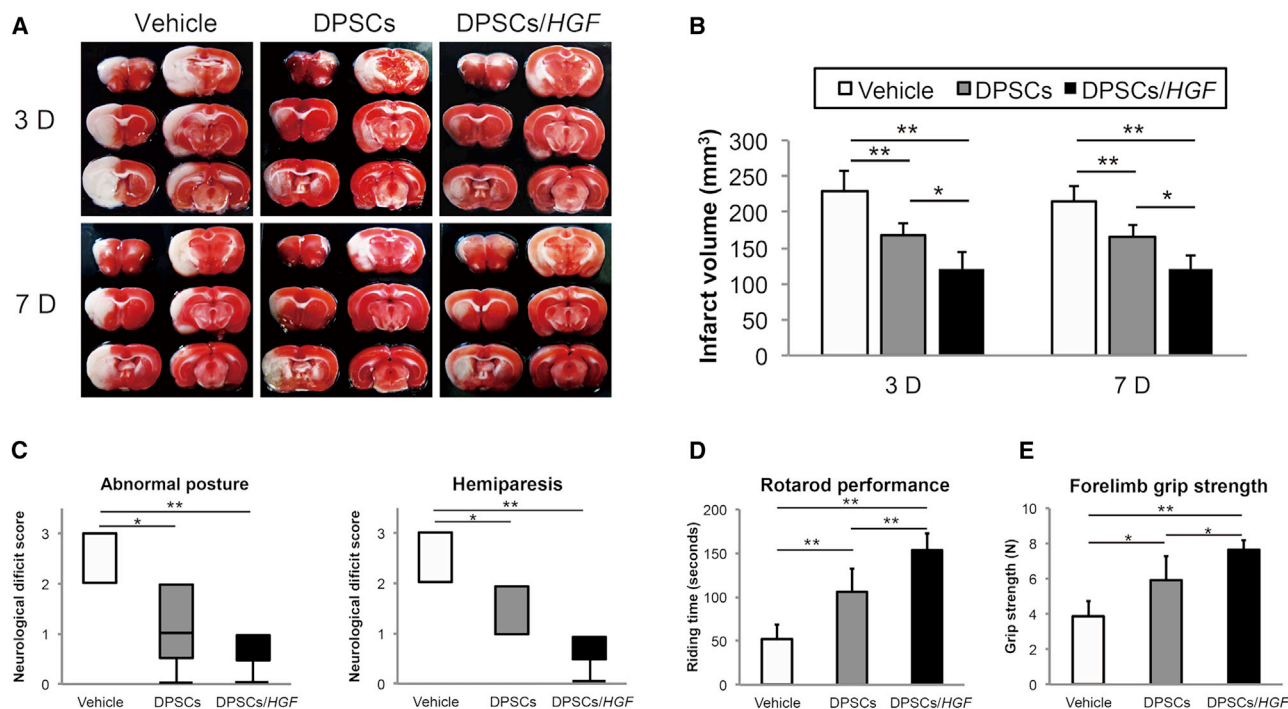 A
Vehicle
DPSCs
DPSCs/HGF
3 D
7 D
B
Vehicle
DPSCs
DPSCs/HGF
Infarct volume (mm³)
300
250
200
150
100
50
0
**
**
*
**
**
*
3 D
7 D
C
Abnormal posture
Neurological dificit score
3
2
1
0
**
*
Vehicle
DPSCs
DPSCs/HGF
Hemiparesis
Neurological dificit score
3
2
1
0
**
*
Vehicle
DPSCs
DPSCs/HGF
D
Rotarod performance
Riding time (seconds)
200
150
100
50
0
**
**
**
Vehicle
DPSCs
DPSCs/HGF
E
Forelimb grip strength
Grip strength (N)
10
8
6
4
2
0
**
*
*
Vehicle
DPSCs
DPSCs/HGF